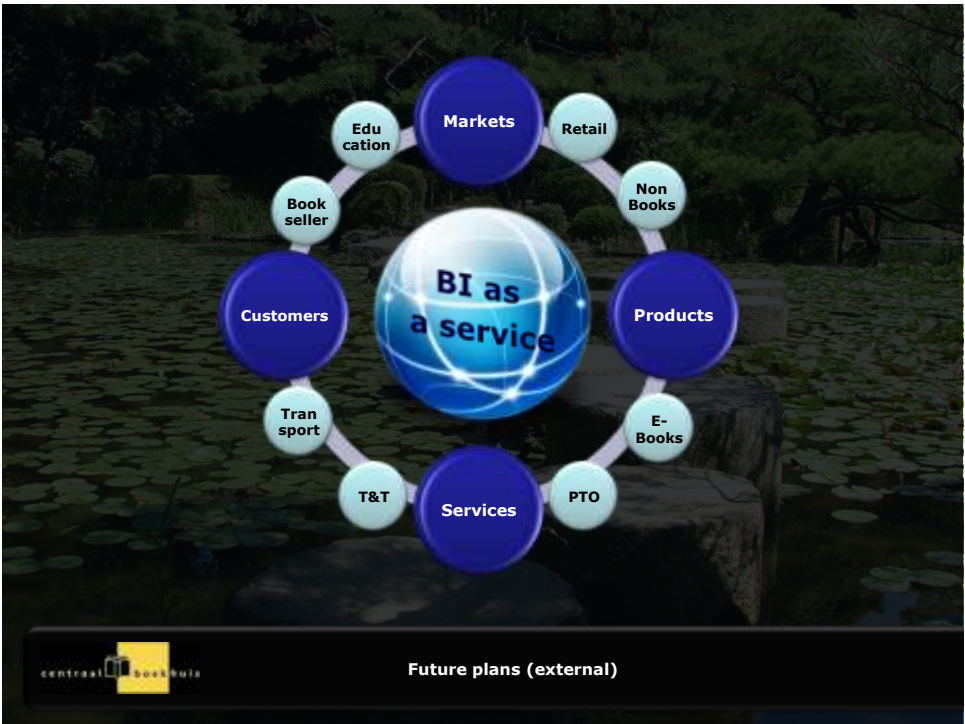 Markets
Edu
cation
Retail
Non
Books
Book
seller
BI as
a service
Customers
Products
Tran
sport
E-
Books
T&T
PTO
Services
centraal boekhuis
Future plans (external)